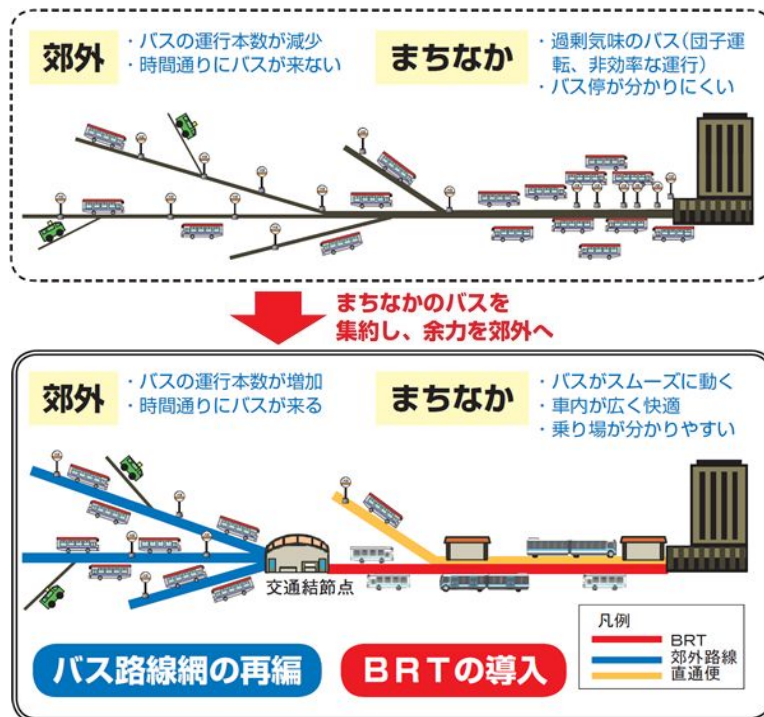 郊外
・バスの運行本数が減少
・時間通りにバスが来ない
まちなか
・過剰気味のバス(団子運
転、非効率な運行)
・バス停が分かりにくい
まちなかのバスを
集約し、余力を郊外へ
郊外
・バスの運行本数が増加
・時間通りにバスが来る
まちなか
・バスがスムーズに動く
・車内が広く快適
・乗り場が分かりやすい
交通結節点
バス路線網の再編
BRTの導入
凡例
BRT
郊外路線
直通便